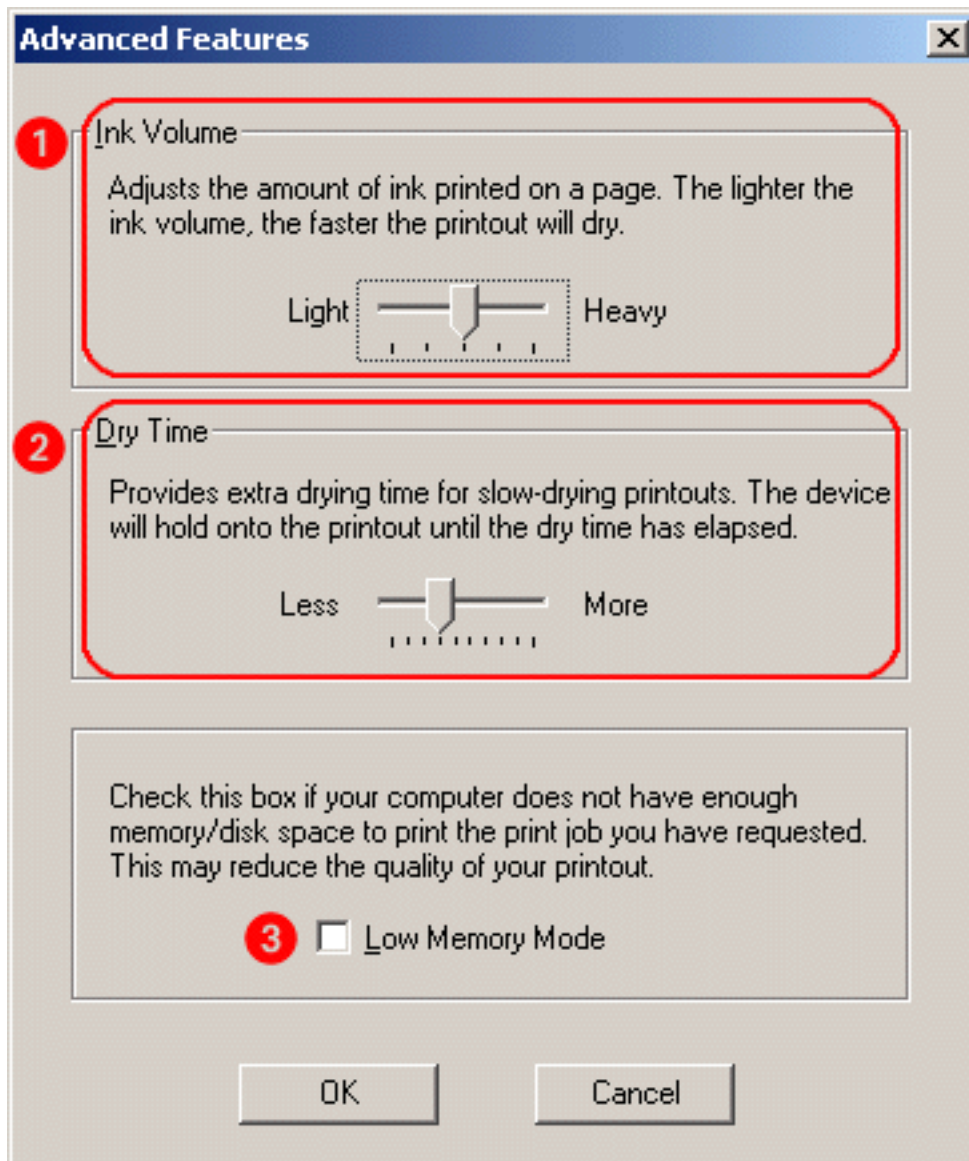 Advanced Features
1
Ink Volume
Adjusts the amount of ink printed on a page. The lighter the
ink volume, the faster the printout will dry.
Light Heavy
2
Dry Time
Provides extra drying time for slow-drying printouts. The device
will hold onto the printout until the dry time has elapsed.
Less More
Check this box if your computer does not have enough
memory/disk space to print the print job you have requested.
This may reduce the quality of your printout.
3 Low Memory Mode
OK Cancel